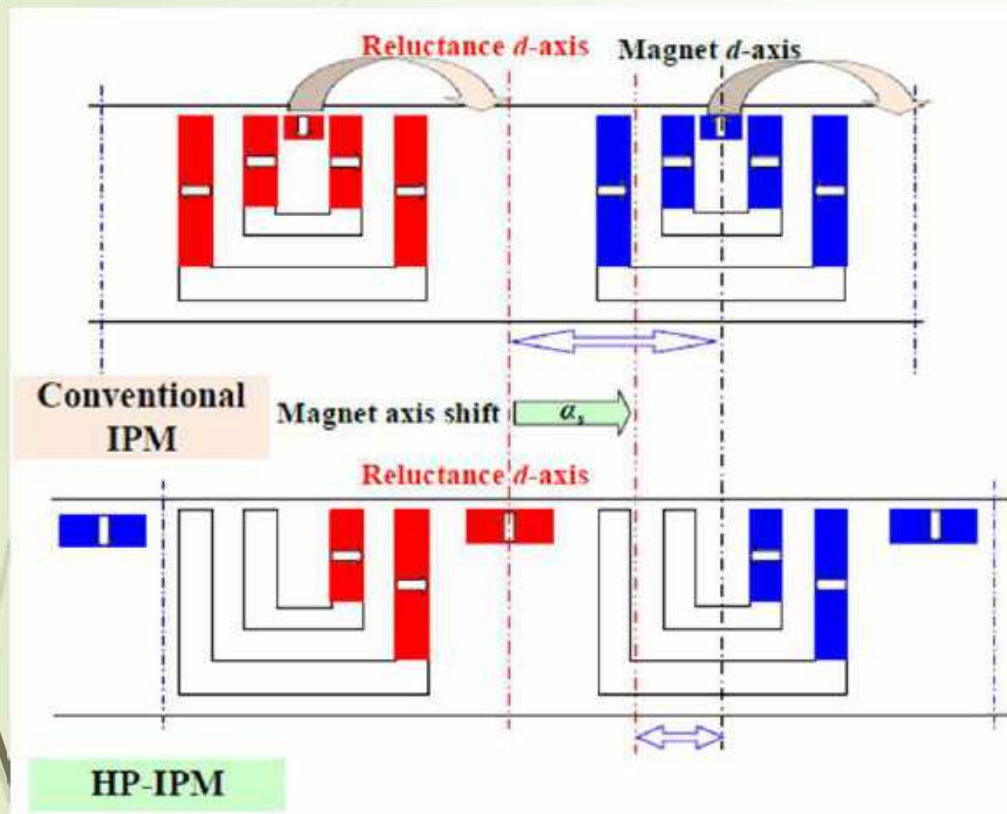 Reluctance d-axis
Magnet d-axis
Conventional
IPM
Magnet axis shift
αs
Reluctance d-axis
HP-IPM